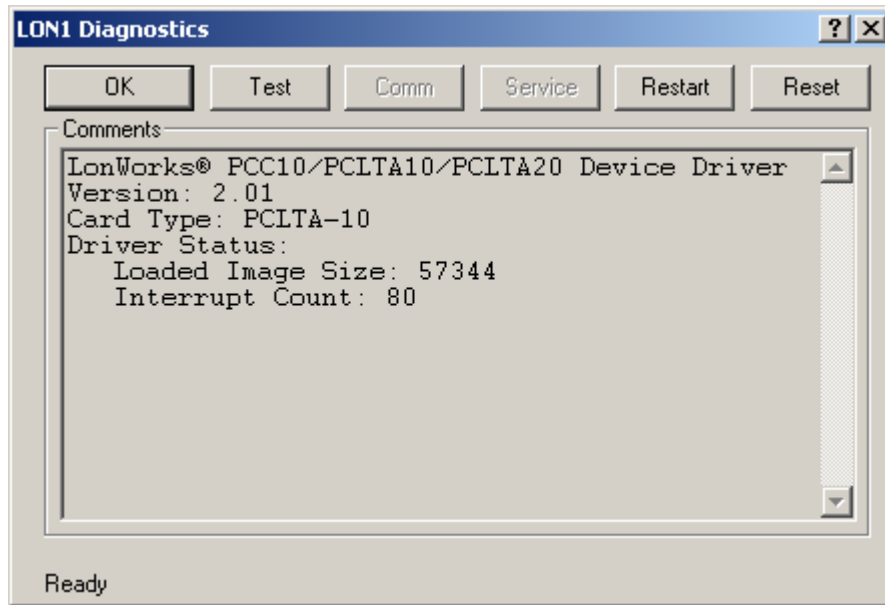 LON1 Diagnostics
OK Test Comm Service Restart Reset
Comments
LonWorks® PCC10/PCLTA10/PCLTA20 Device Driver
Version: 2.01
Card Type: PCLTA-10
Driver Status:
Loaded Image Size: 57344
Interrupt Count: 80
Ready